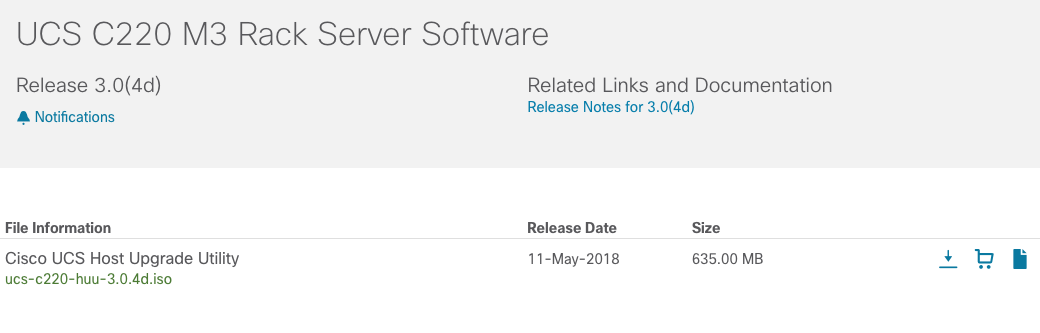 UCS C220 M3 Rack Server Software
Release 3.0(4d)
Related Links and Documentation
Notifications
Release Notes for 3.0(4d)
File Information Release Date Size
Cisco UCS Host Upgrade Utility 11-May-2018 635.00 MB
ucs-c220-huu-3.0.4d.iso